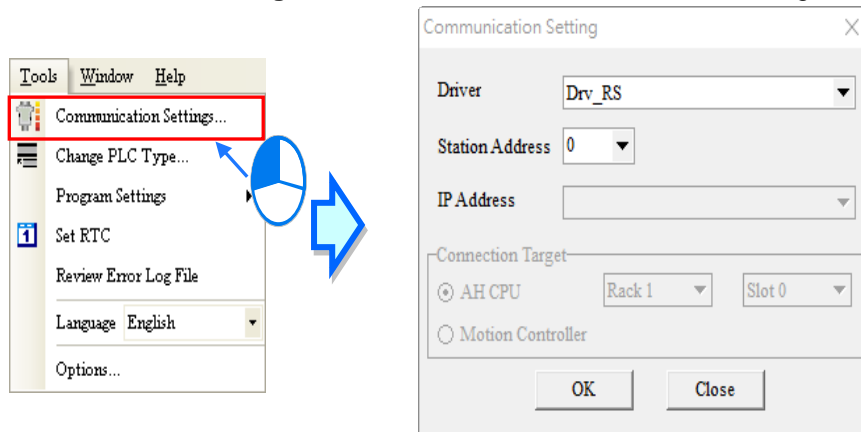 Tools Window Help
Communication Settings...
Change PLC Type...
Program Settings
1 Set RTC
Review Error Log File
Language English
Options...
Communication Setting
Driver Drv_RS
Station Address 0
IP Address
Connection Target
AH CPU Rack 1 Slot 0
Motion Controller
OK Close